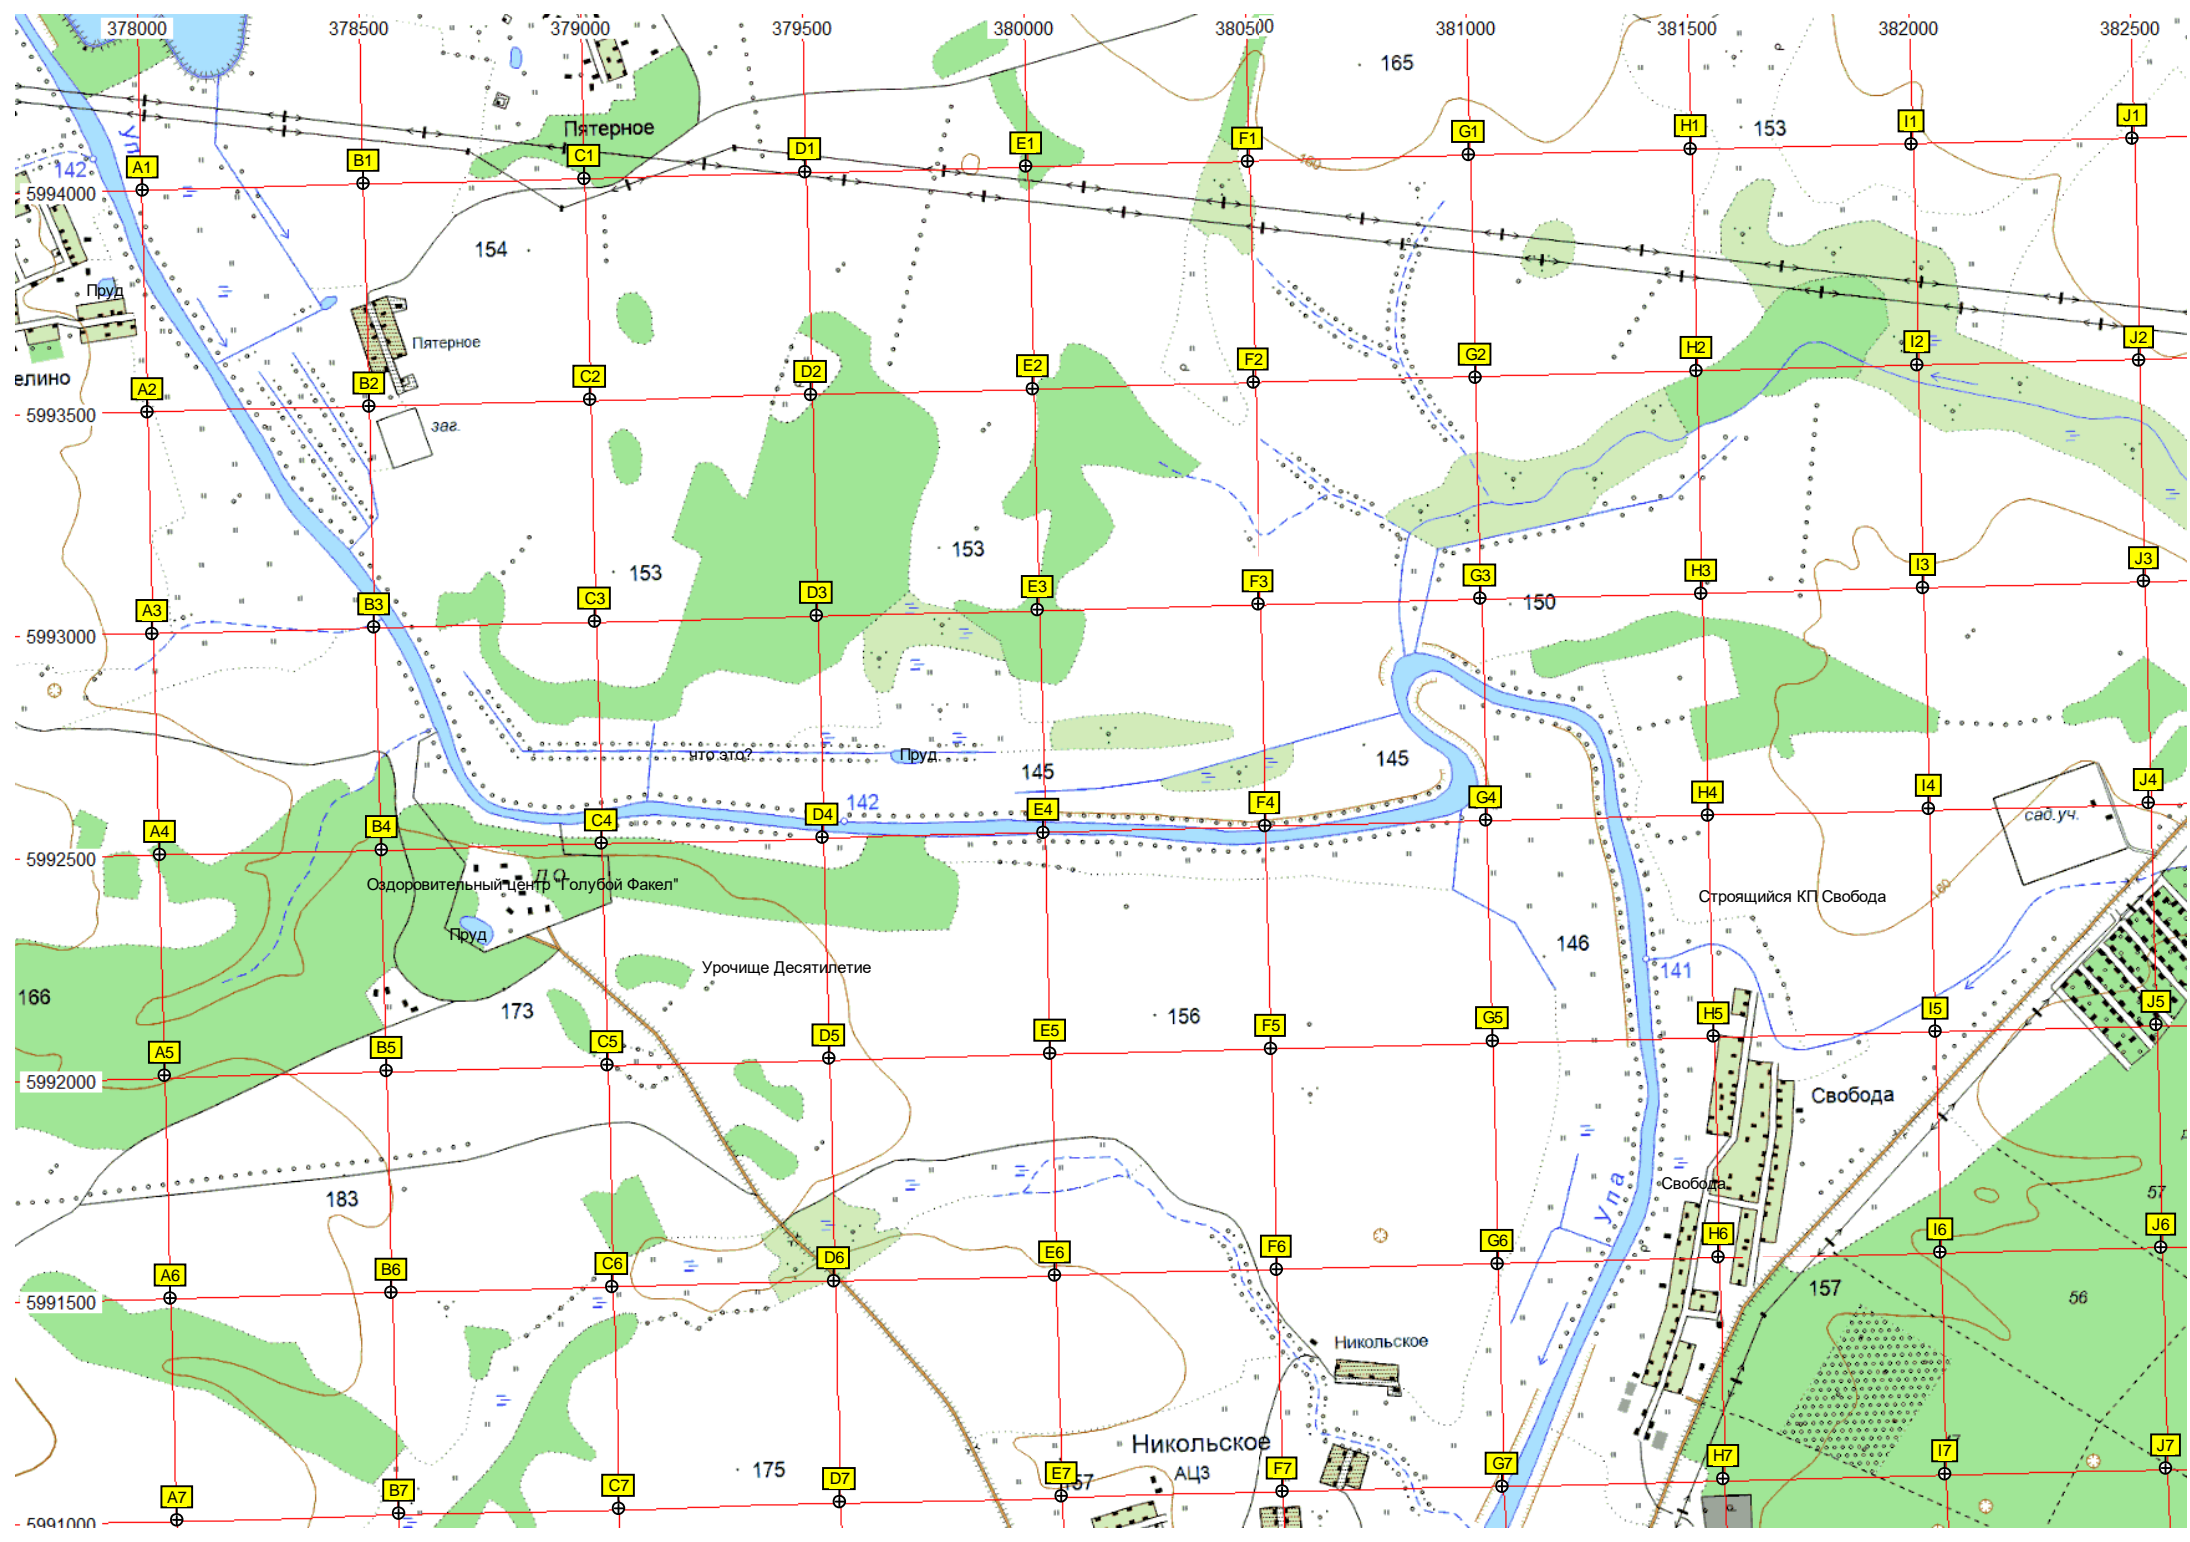 378000 378500 379000 379500 380000 380500 381000 381500 382000 382500
165
Пятерное 153
Ула
142
A1 B1 C1 D1 E1 F1 G1 H1 I1 J1
160
5994000
154
Пруд
Пятерное
елино
A2 B2 C2 D2 E2 F2 G2 H2 I2 J2
5993500
заг.
153 153
A3 B3 C3 D3 E3 F3 G3 H3 I3 J3
150
5993000
что это? Пруд 145 145
142
сад.уч.
A4 B4 C4 D4 E4 F4 G4 H4 I4 J4
5992500
Д.О.
Оздоровительный центр "Голубой Факел"
160
Строящийся КП Свобода
Пруд
146
141
Урочище Десятилетие
166
173 156
A5 B5 C5 D5 E5 F5 G5 H5 I5 J5
5992000
Свобода
183
Свобода
Ула
57
A6 B6 C6 D6 E6 F6 G6 H6 I6 J6
5991500
157
56
Никольское
Никольское
АЦЗ
175
A7 B7 C7 D7 E7 F7 G7 H7 I7 J7
5991000